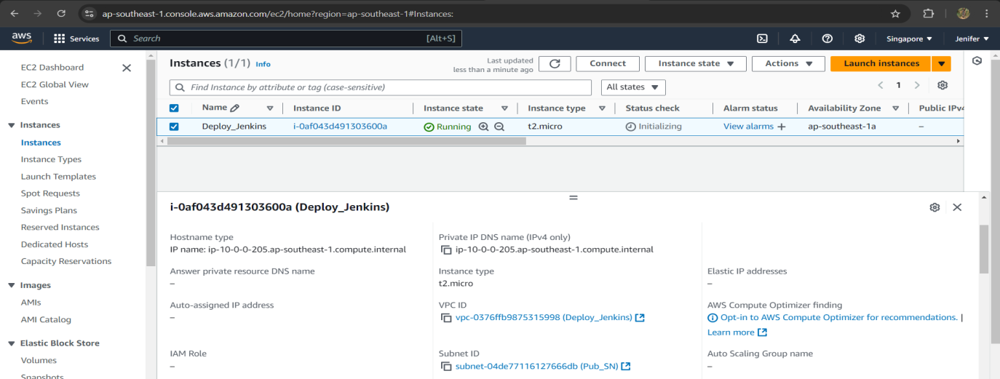 ap-southeast-1.console.aws.amazon.com/ec2/home?region=ap-southeast-1#Instances:
aws Services Search [Alt+S] Singapore Jenifer
EC2 Dashboard
EC2 Global View
Events
Instances
Instances
Instance Types
Launch Templates
Spot Requests
Savings Plans
Reserved Instances
Dedicated Hosts
Capacity Reservations
Images
AMIs
AMI Catalog
Elastic Block Store
Volumes
Snapshots
Instances (1/1) Info
Last updated
less than a minute ago
Connect Instance state Actions Launch instances
Find Instance by attribute or tag (case-sensitive) All states 1
Name Instance ID Instance state Instance type Status check Alarm status Availability Zone Public IPv4
Deploy_Jenkins i-0af043d491303600a Running t2.micro Initializing View alarms + ap-southeast-1a –
i-0af043d491303600a (Deploy_Jenkins)
Hostname type
IP name: ip-10-0-0-205.ap-southeast-1.compute.internal
Private IP DNS name (IPv4 only)
ip-10-0-0-205.ap-southeast-1.compute.internal
Answer private resource DNS name
–
Instance type
t2.micro
Elastic IP addresses
–
Auto-assigned IP address
–
VPC ID
vpc-0376ffb9875315998 (Deploy_Jenkins)
AWS Compute Optimizer finding
Opt-in to AWS Compute Optimizer for recommendations. |
Learn more
IAM Role
–
Subnet ID
subnet-04de77116127666db (Pub_SN)
Auto Scaling Group name
–